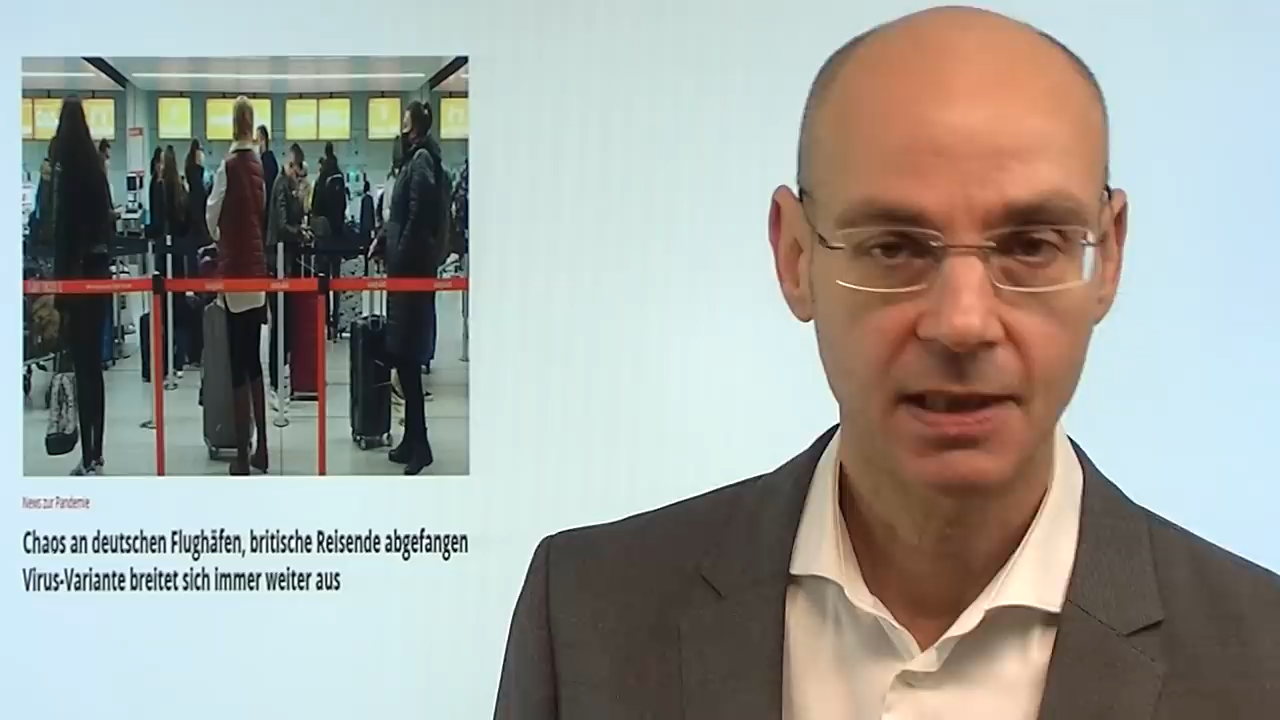 News zur Pandemie
Chaos an deutschen Flughäfen, britische Reisende abgefangen
Virus-Variante breitet sich immer weiter aus